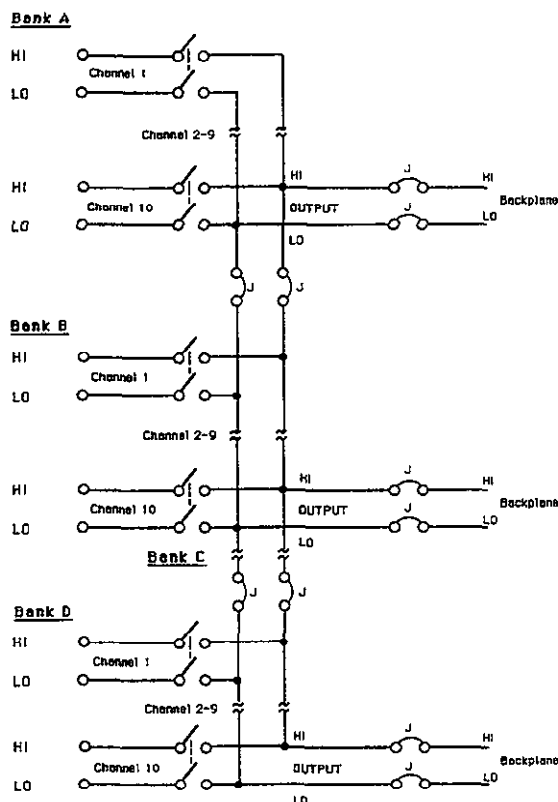 Bank A
HI
Channel 1
LO
Channel 2-9
HI
HI
J
HI
Channel 10
OUTPUT
Backplane
LO
LO
J
LO
J
Bank B
HI
Channel 1
LO
Channel 2-9
HI
HI
J
HI
Channel 10
OUTPUT
Backplane
LO
LO
J
LO
Bank C
J
Bank D
HI
Channel 1
LO
Channel 2-9
HI
HI
J
HI
Channel 10
OUTPUT
Backplane
LO
LO
J
LO